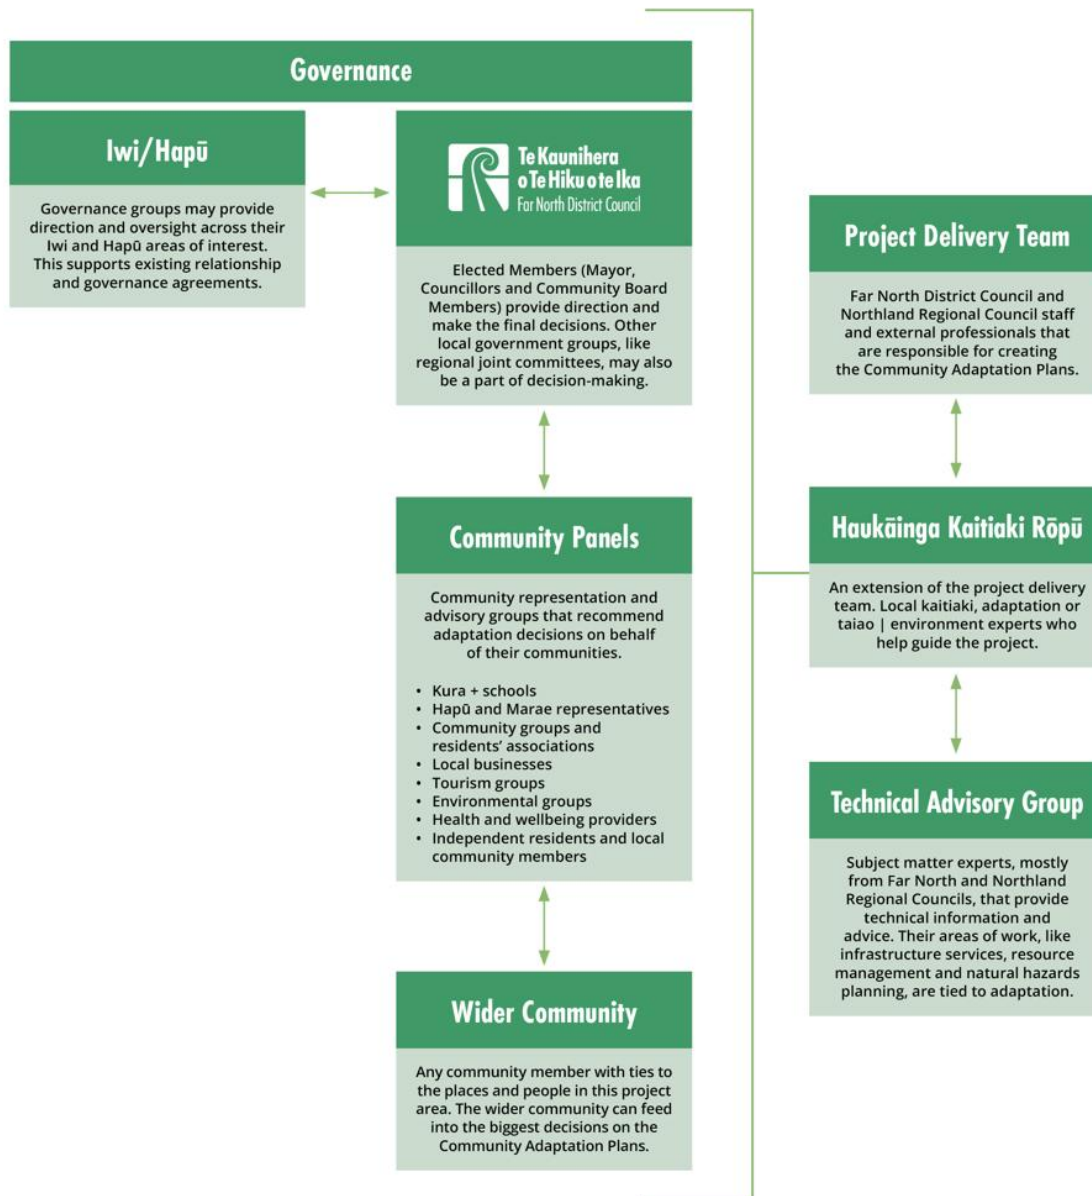 Governance
Iwi/Hapū
Governance groups may provide
direction and oversight across their
Iwi and Hapū areas of interest.
This supports existing relationship
and governance agreements.
Te Kaunihera
o Te Hiku o te Ika
Far North District Council
Elected Members (Mayor,
Councillors and Community Board
Members) provide direction and
make the final decisions. Other
local government groups, like
regional joint committees, may also
be a part of decision-making.
Community Panels
Community representation and
advisory groups that recommend
adaptation decisions on behalf
of their communities.
• Kura + schools
• Hapū and Marae representatives
• Community groups and
residents’ associations
• Local businesses
• Tourism groups
• Environmental groups
• Health and wellbeing providers
• Independent residents and local
community members
Wider Community
Any community member with ties to
the places and people in this project
area. The wider community can feed
into the biggest decisions on the
Community Adaptation Plans.
Project Delivery Team
Far North District Council and
Northland Regional Council staff
and external professionals that
are responsible for creating
the Community Adaptation Plans.
Haukāinga Kaitiaki Rōpū
An extension of the project delivery
team. Local kaitiaki, adaptation or
taiao | environment experts who
help guide the project.
Technical Advisory Group
Subject matter experts, mostly
from Far North and Northland
Regional Councils, that provide
technical information and
advice. Their areas of work, like
infrastructure services, resource
management and natural hazards
planning, are tied to adaptation.